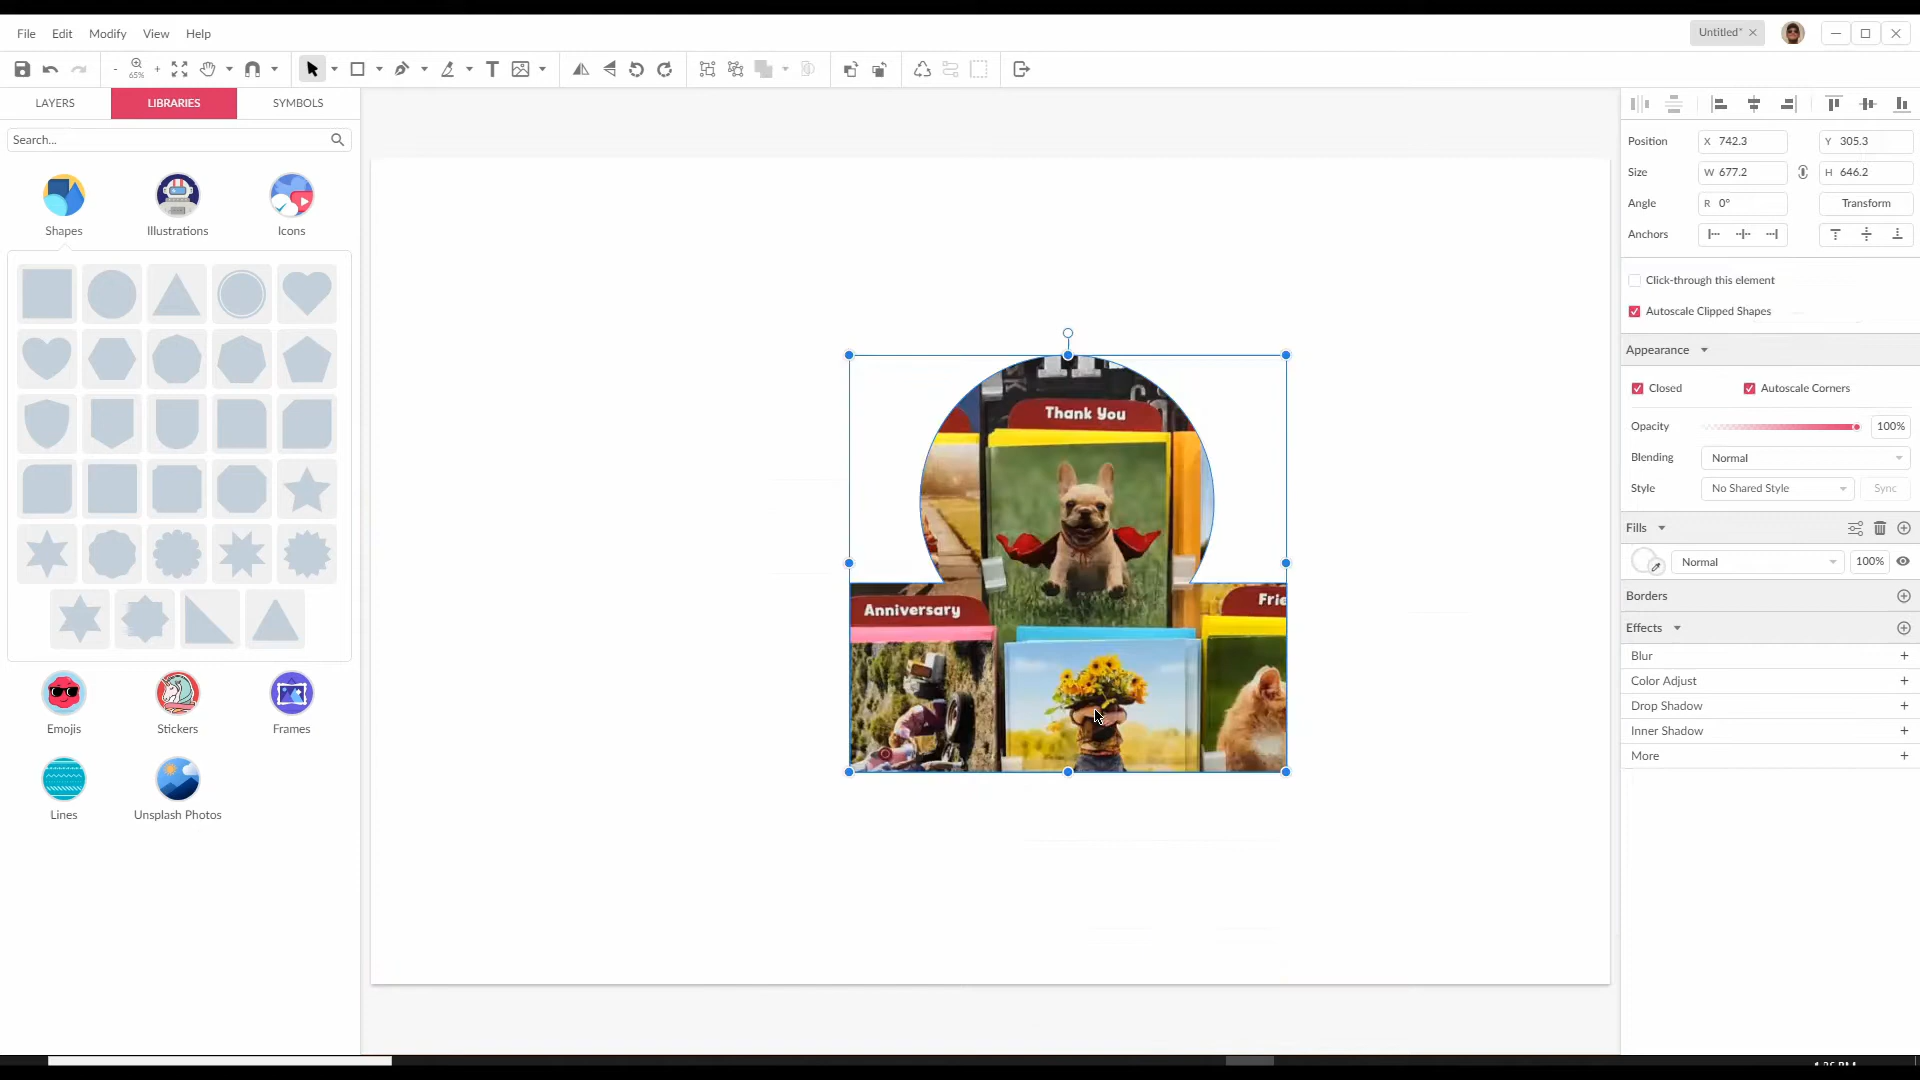 File Edit Modify View Help
Untitled*
65%
LAYERS LIBRARIES SYMBOLS
Search...
Shapes Illustrations Icons
Emojis Stickers Frames
Lines Unsplash Photos
Thank You
Anniversary
Frie
Position X 742.3 Y 305.3
Size W 677.2 H 646.2
Angle R 0° Transform
Anchors
Click-through this element
Autoscale Clipped Shapes
Appearance
Closed Autoscale Corners
Opacity 100%
Blending Normal
Style No Shared Style Sync
Fills
Normal 100%
Borders
Effects
Blur
Color Adjust
Drop Shadow
Inner Shadow
More